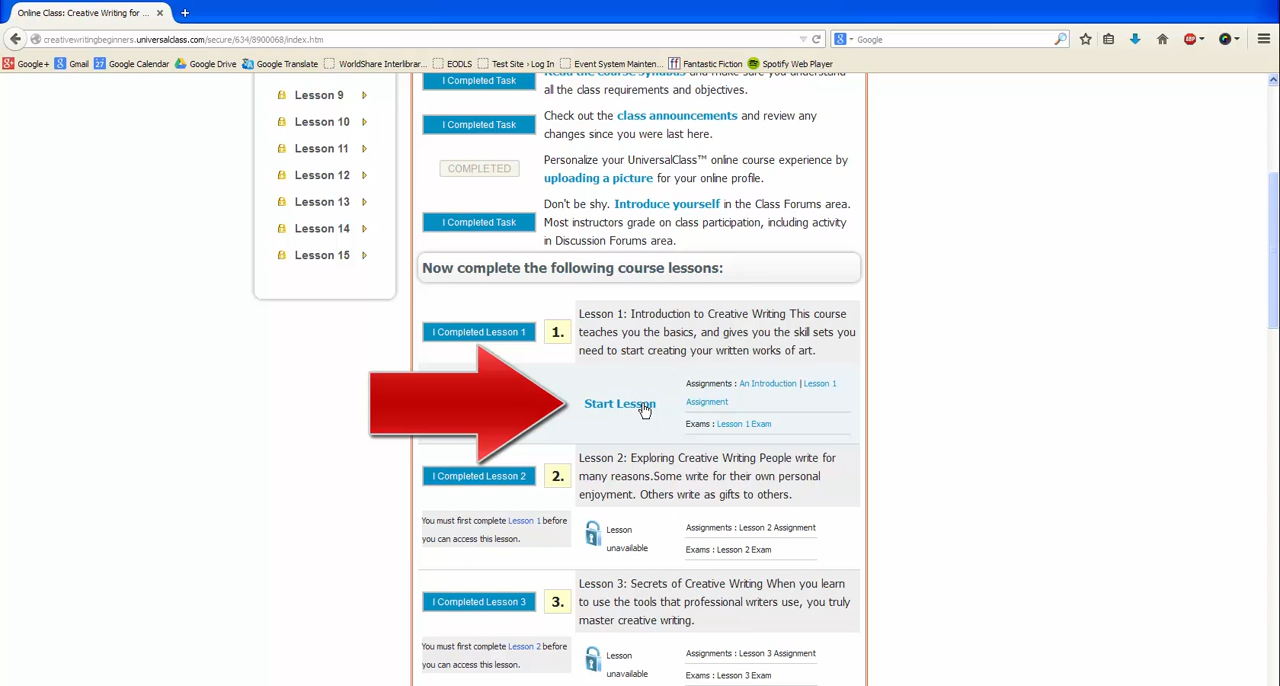 Online Class: Creative Writing for ...
creativewritingbeginners.universalclass.com/secure/634/8900068/index.htm
Google
Google+ Gmail Google Calendar Google Drive Google Translate WorldShare Interlibrar... EODLS Test Site › Log In Event System Mainten... Fantastic Fiction Spotify Web Player
Lesson 9
Lesson 10
Lesson 11
Lesson 12
Lesson 13
Lesson 14
Lesson 15
I Completed Task
Read the course syllabus and make sure you understand
all the class requirements and objectives.
I Completed Task
Check out the class announcements and review any
changes since you were last here.
COMPLETED
Personalize your UniversalClass™ online course experience by
uploading a picture for your online profile.
I Completed Task
Don't be shy. Introduce yourself in the Class Forums area.
Most instructors grade on class participation, including activity
in Discussion Forums area.
Now complete the following course lessons:
I Completed Lesson 1
1.
Lesson 1: Introduction to Creative Writing This course
teaches you the basics, and gives you the skill sets you
need to start creating your written works of art.
Start Lesson
Assignments : An Introduction | Lesson 1
Assignment
Exams : Lesson 1 Exam
I Completed Lesson 2
2.
Lesson 2: Exploring Creative Writing People write for
many reasons.Some write for their own personal
enjoyment. Others write as gifts to others.
You must first complete Lesson 1 before
you can access this lesson.
Lesson
unavailable
Assignments : Lesson 2 Assignment
Exams : Lesson 2 Exam
I Completed Lesson 3
3.
Lesson 3: Secrets of Creative Writing When you learn
to use the tools that professional writers use, you truly
master creative writing.
You must first complete Lesson 2 before
you can access this lesson.
Lesson
unavailable
Assignments : Lesson 3 Assignment
Exams : Lesson 3 Exam